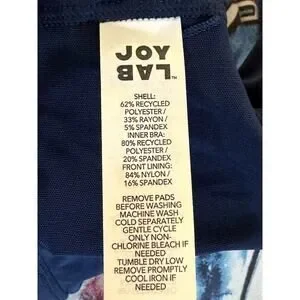 JOY
LAB™
SHELL:
62% RECYCLED
POLYESTER /
33% RAYON /
5% SPANDEX
INNER BRA:
80% RECYCLED
POLYESTER /
20% SPANDEX
FRONT LINING:
84% NYLON /
16% SPANDEX
REMOVE PADS
BEFORE WASHING
MACHINE WASH
COLD SEPARATELY
GENTLE CYCLE
ONLY NON-
CHLORINE BLEACH IF
NEEDED
TUMBLE DRY LOW
REMOVE PROMPTLY
COOL IRON IF
NEEDED